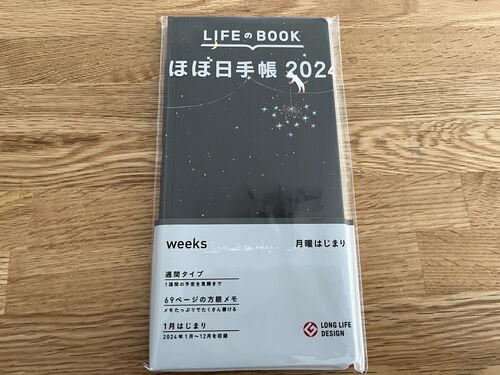 LIFEのBOOK
ほぼ日手帳 2024
weeks
月曜はじまり
週間タイプ
1週間の予定を見開きで
69ページの方眼メモ
メモたっぷりでたくさん書ける
1月はじまり
2024年1月〜12月を収録
LONG LIFE
DESIGN